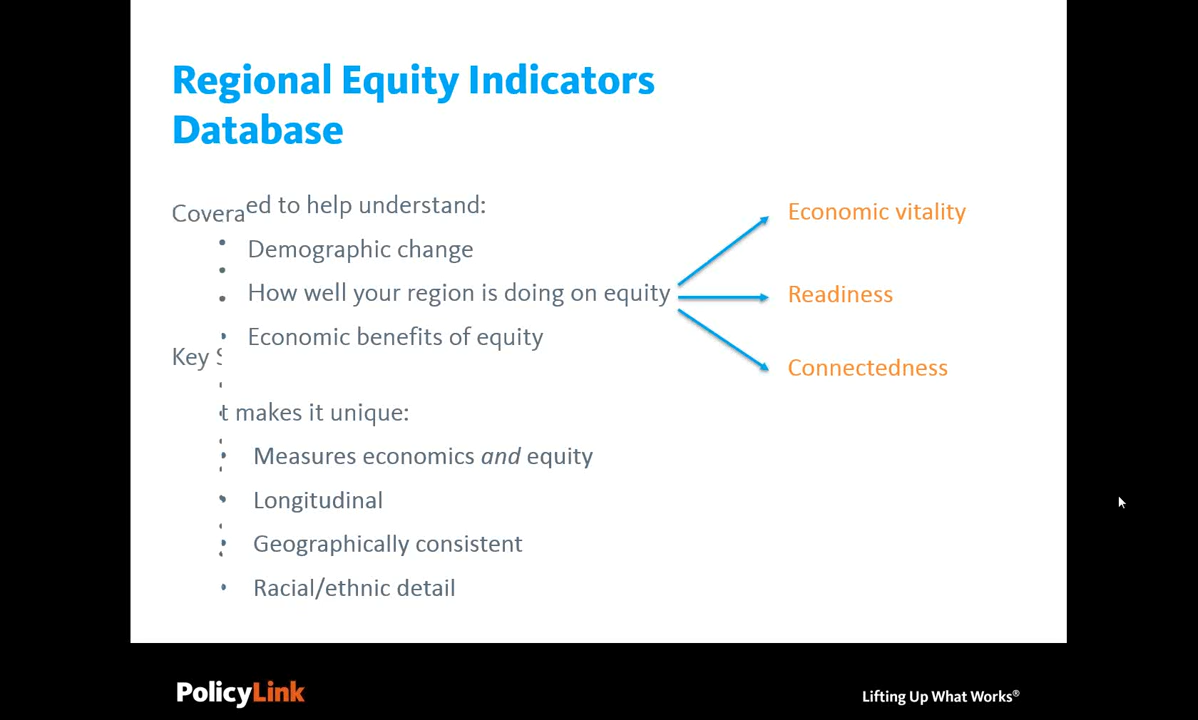 Regional Equity Indicators
Database
Covera
ed to help understand:
• Demographic change
• How well your region is doing on equity
• Economic benefits of equity
Key
t makes it unique:
• Measures economics and equity
• Longitudinal
• Geographically consistent
• Racial/ethnic detail
Economic vitality
Readiness
Connectedness
PolicyLink
Lifting Up What Works®